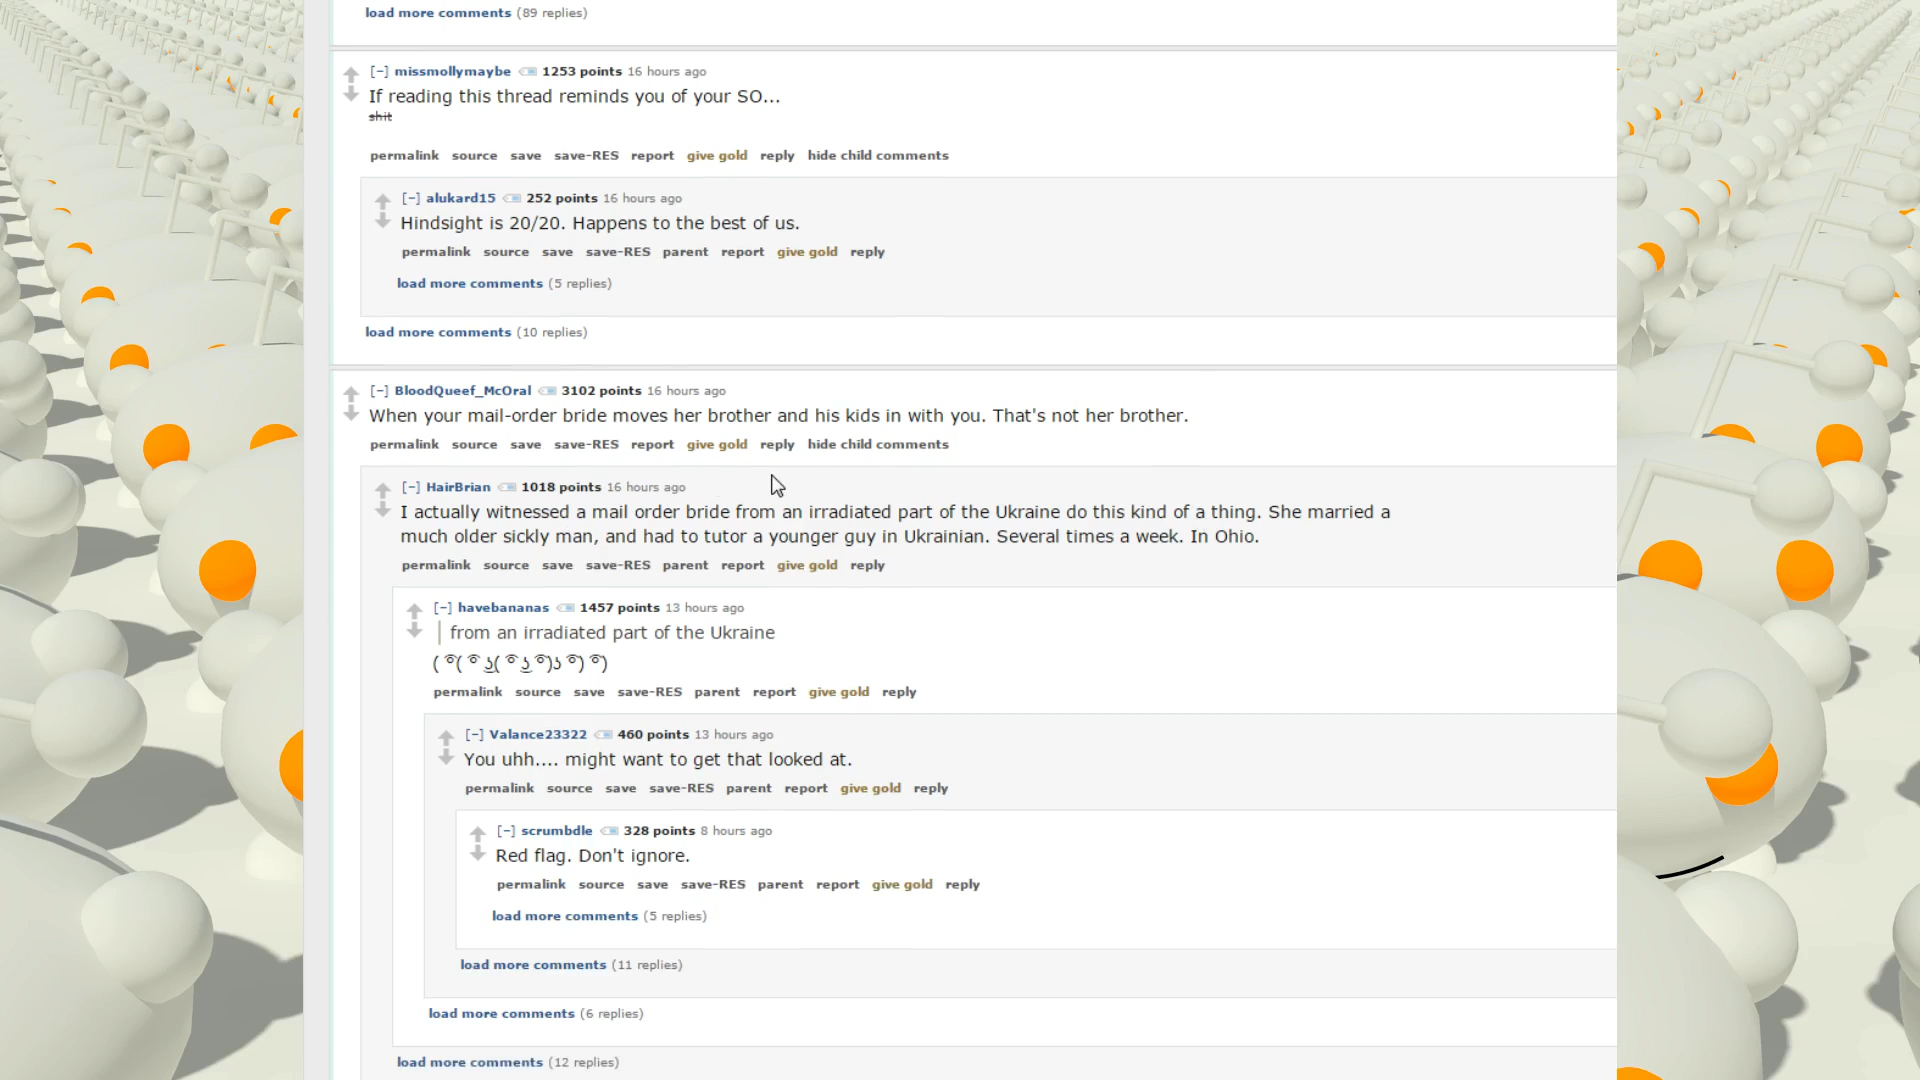 load more comments (89 replies)
[–] missmollymaybe 1253 points 16 hours ago
If reading this thread reminds you of your SO...
shit
permalink source save save-RES report give gold reply hide child comments
[–] alukard15 252 points 16 hours ago
Hindsight is 20/20. Happens to the best of us.
permalink source save save-RES parent report give gold reply
load more comments (5 replies)
load more comments (10 replies)
[–] BloodQueef_McOral 3102 points 16 hours ago
When your mail-order bride moves her brother and his kids in with you. That's not her brother.
permalink source save save-RES report give gold reply hide child comments
[–] HairBrian 1018 points 16 hours ago
I actually witnessed a mail order bride from an irradiated part of the Ukraine do this kind of a thing. She married a
much older sickly man, and had to tutor a younger guy in Ukrainian. Several times a week. In Ohio.
permalink source save save-RES parent report give gold reply
[–] havebananas 1457 points 13 hours ago
from an irradiated part of the Ukraine
( ͡°( ͡° ͜ʖ( ͡° ͜ʖ ͡°)ʖ ͡°) ͡°)
permalink source save save-RES parent report give gold reply
[–] Valance23322 460 points 13 hours ago
You uhh.... might want to get that looked at.
permalink source save save-RES parent report give gold reply
[–] scrumbdle 328 points 8 hours ago
Red flag. Don't ignore.
permalink source save save-RES parent report give gold reply
load more comments (5 replies)
load more comments (11 replies)
load more comments (6 replies)
load more comments (12 replies)